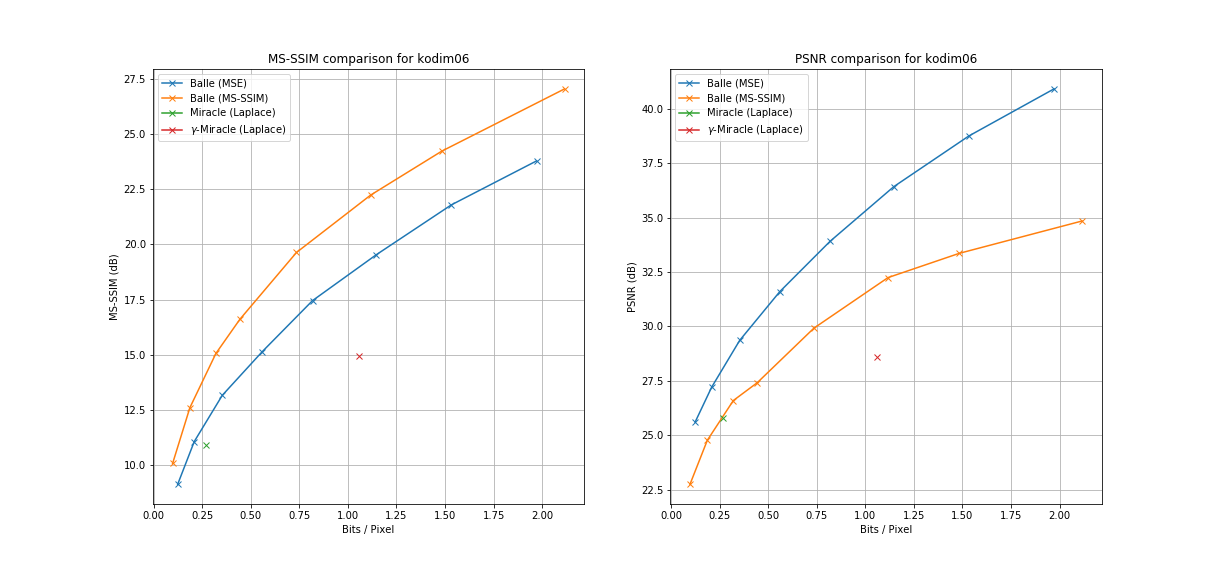 MS-SSIM comparison for kodim06
Balle (MSE)
Balle (MS-SSIM)
Miracle (Laplace)
γ-Miracle (Laplace)
27.5
25.0
22.5
20.0
17.5
15.0
12.5
10.0
MS-SSIM (dB)
0.00 0.25 0.50 0.75 1.00 1.25 1.50 1.75 2.00
Bits / Pixel
PSNR comparison for kodim06
Balle (MSE)
Balle (MS-SSIM)
Miracle (Laplace)
γ-Miracle (Laplace)
40.0
37.5
35.0
32.5
30.0
27.5
25.0
22.5
PSNR (dB)
0.00 0.25 0.50 0.75 1.00 1.25 1.50 1.75 2.00
Bits / Pixel